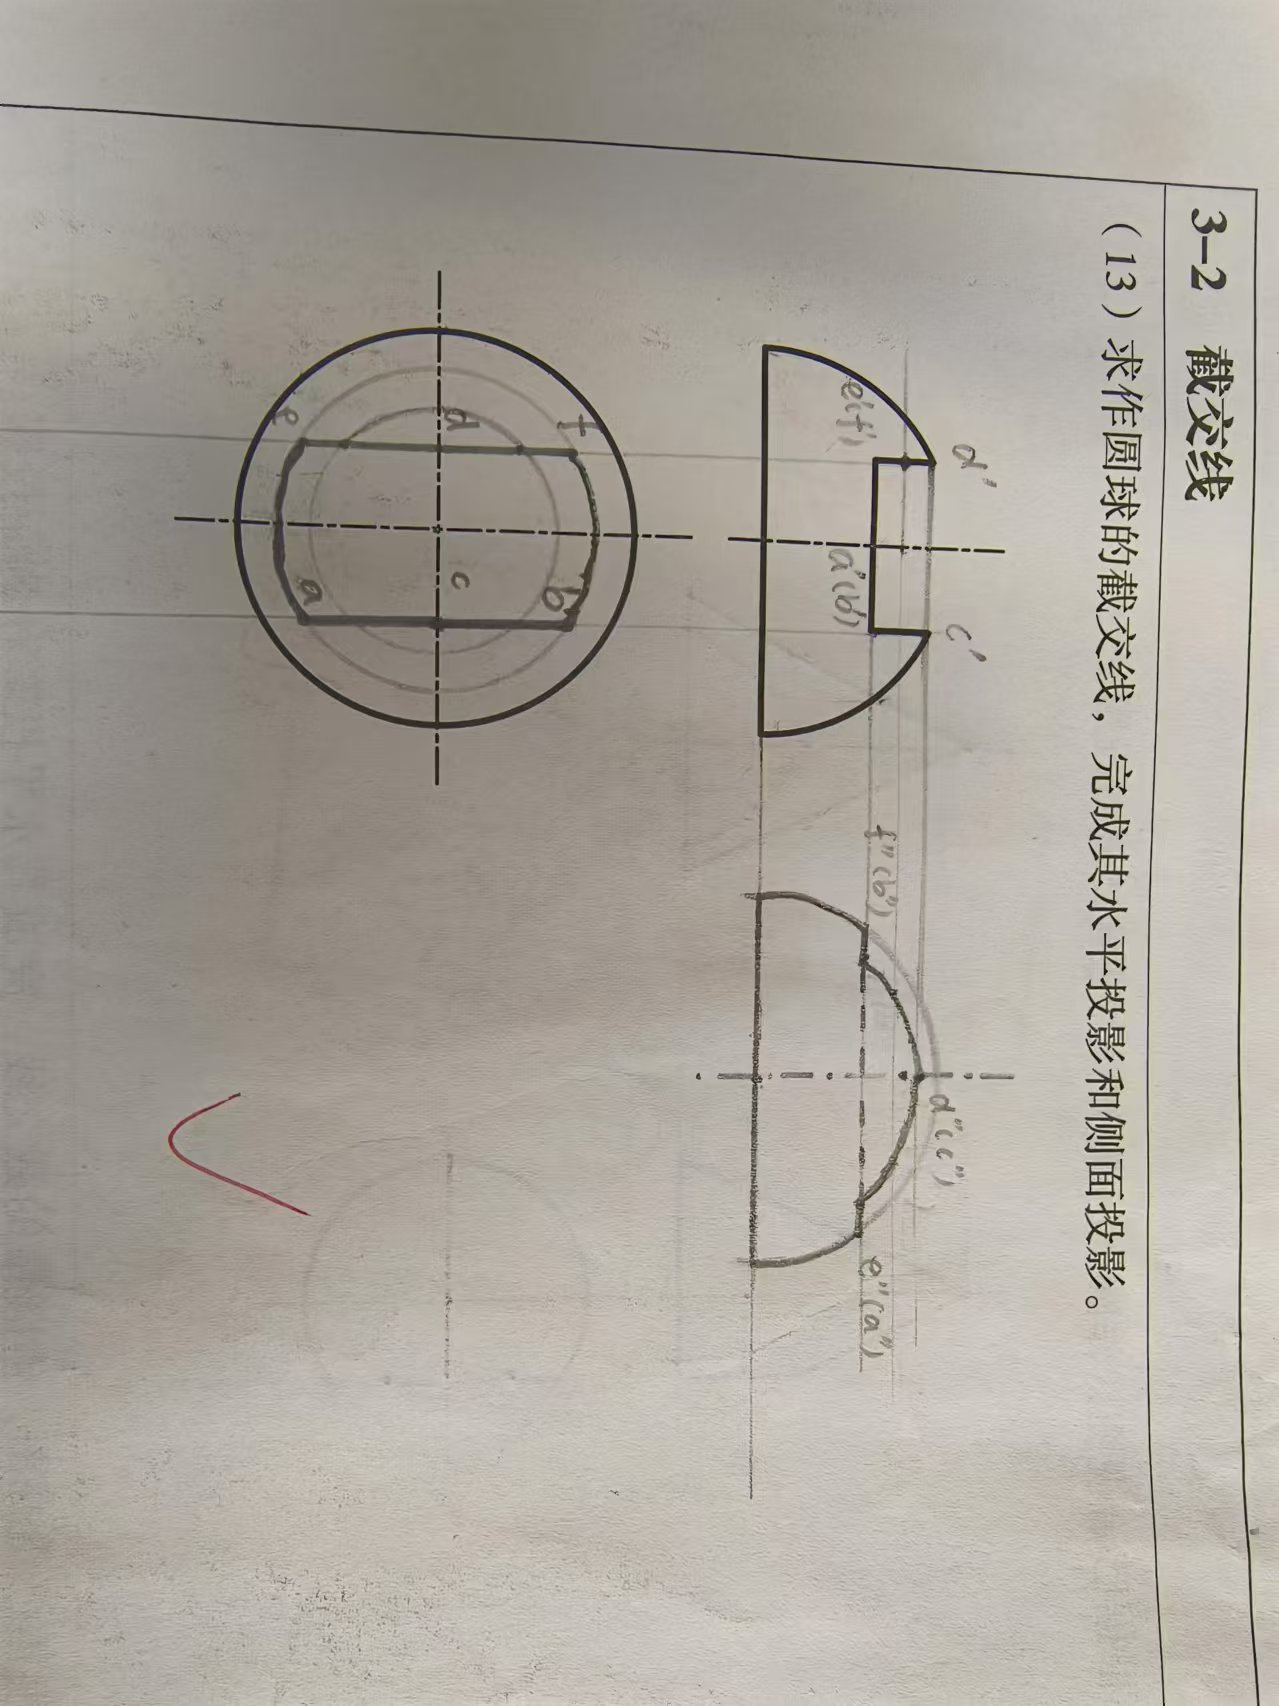 3–2 截交线
(13)求作圆球的截交线，完成其水平投影和侧面投影。
d' c'
e'(f') a'(b')
f"(b") d"(c") e"(a")
f b
d c
e a